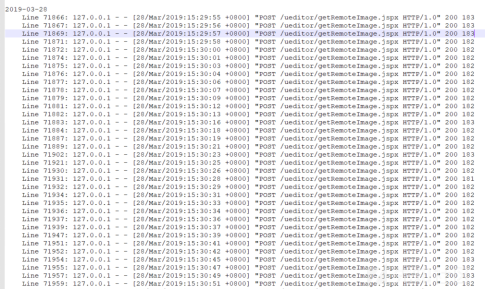 2019-03-28
Line 71866: 127.0.0.1 - - [28/Mar/2019:15:29:55 +0800] "POST /ueditor/getRemoteImage.jspx HTTP/1.0" 200 183
Line 71867: 127.0.0.1 - - [28/Mar/2019:15:29:56 +0800] "POST /ueditor/getRemoteImage.jspx HTTP/1.0" 200 183
Line 71869: 127.0.0.1 - - [28/Mar/2019:15:29:57 +0800] "POST /ueditor/getRemoteImage.jspx HTTP/1.0" 200 183
Line 71871: 127.0.0.1 - - [28/Mar/2019:15:29:58 +0800] "POST /ueditor/getRemoteImage.jspx HTTP/1.0" 200 182
Line 71872: 127.0.0.1 - - [28/Mar/2019:15:30:00 +0800] "POST /ueditor/getRemoteImage.jspx HTTP/1.0" 200 182
Line 71874: 127.0.0.1 - - [28/Mar/2019:15:30:01 +0800] "POST /ueditor/getRemoteImage.jspx HTTP/1.0" 200 182
Line 71875: 127.0.0.1 - - [28/Mar/2019:15:30:03 +0800] "POST /ueditor/getRemoteImage.jspx HTTP/1.0" 200 182
Line 71876: 127.0.0.1 - - [28/Mar/2019:15:30:04 +0800] "POST /ueditor/getRemoteImage.jspx HTTP/1.0" 200 182
Line 71877: 127.0.0.1 - - [28/Mar/2019:15:30:06 +0800] "POST /ueditor/getRemoteImage.jspx HTTP/1.0" 200 182
Line 71878: 127.0.0.1 - - [28/Mar/2019:15:30:07 +0800] "POST /ueditor/getRemoteImage.jspx HTTP/1.0" 200 182
Line 71879: 127.0.0.1 - - [28/Mar/2019:15:30:09 +0800] "POST /ueditor/getRemoteImage.jspx HTTP/1.0" 200 182
Line 71881: 127.0.0.1 - - [28/Mar/2019:15:30:12 +0800] "POST /ueditor/getRemoteImage.jspx HTTP/1.0" 200 182
Line 71882: 127.0.0.1 - - [28/Mar/2019:15:30:13 +0800] "POST /ueditor/getRemoteImage.jspx HTTP/1.0" 200 182
Line 71883: 127.0.0.1 - - [28/Mar/2019:15:30:16 +0800] "POST /ueditor/getRemoteImage.jspx HTTP/1.0" 200 182
Line 71884: 127.0.0.1 - - [28/Mar/2019:15:30:18 +0800] "POST /ueditor/getRemoteImage.jspx HTTP/1.0" 200 182
Line 71887: 127.0.0.1 - - [28/Mar/2019:15:30:19 +0800] "POST /ueditor/getRemoteImage.jspx HTTP/1.0" 200 182
Line 71889: 127.0.0.1 - - [28/Mar/2019:15:30:21 +0800] "POST /ueditor/getRemoteImage.jspx HTTP/1.0" 200 182
Line 71902: 127.0.0.1 - - [28/Mar/2019:15:30:23 +0800] "POST /ueditor/getRemoteImage.jspx HTTP/1.0" 200 183
Line 71921: 127.0.0.1 - - [28/Mar/2019:15:30:25 +0800] "POST /ueditor/getRemoteImage.jspx HTTP/1.0" 200 182
Line 71930: 127.0.0.1 - - [28/Mar/2019:15:30:26 +0800] "POST /ueditor/getRemoteImage.jspx HTTP/1.0" 200 182
Line 71931: 127.0.0.1 - - [28/Mar/2019:15:30:28 +0800] "POST /ueditor/getRemoteImage.jspx HTTP/1.0" 200 182
Line 71932: 127.0.0.1 - - [28/Mar/2019:15:30:29 +0800] "POST /ueditor/getRemoteImage.jspx HTTP/1.0" 200 182
Line 71934: 127.0.0.1 - - [28/Mar/2019:15:30:31 +0800] "POST /ueditor/getRemoteImage.jspx HTTP/1.0" 200 182
Line 71935: 127.0.0.1 - - [28/Mar/2019:15:30:33 +0800] "POST /ueditor/getRemoteImage.jspx HTTP/1.0" 200 182
Line 71936: 127.0.0.1 - - [28/Mar/2019:15:30:34 +0800] "POST /ueditor/getRemoteImage.jspx HTTP/1.0" 200 182
Line 71937: 127.0.0.1 - - [28/Mar/2019:15:30:36 +0800] "POST /ueditor/getRemoteImage.jspx HTTP/1.0" 200 182
Line 71939: 127.0.0.1 - - [28/Mar/2019:15:30:37 +0800] "POST /ueditor/getRemoteImage.jspx HTTP/1.0" 200 182
Line 71947: 127.0.0.1 - - [28/Mar/2019:15:30:39 +0800] "POST /ueditor/getRemoteImage.jspx HTTP/1.0" 200 182
Line 71951: 127.0.0.1 - - [28/Mar/2019:15:30:41 +0800] "POST /ueditor/getRemoteImage.jspx HTTP/1.0" 200 182
Line 71952: 127.0.0.1 - - [28/Mar/2019:15:30:42 +0800] "POST /ueditor/getRemoteImage.jspx HTTP/1.0" 200 182
Line 71954: 127.0.0.1 - - [28/Mar/2019:15:30:45 +0800] "POST /ueditor/getRemoteImage.jspx HTTP/1.0" 200 183
Line 71955: 127.0.0.1 - - [28/Mar/2019:15:30:47 +0800] "POST /ueditor/getRemoteImage.jspx HTTP/1.0" 200 182
Line 71957: 127.0.0.1 - - [28/Mar/2019:15:30:49 +0800] "POST /ueditor/getRemoteImage.jspx HTTP/1.0" 200 183
Line 71959: 127.0.0.1 - - [28/Mar/2019:15:30:51 +0800] "POST /ueditor/getRemoteImage.jspx HTTP/1.0" 200 182